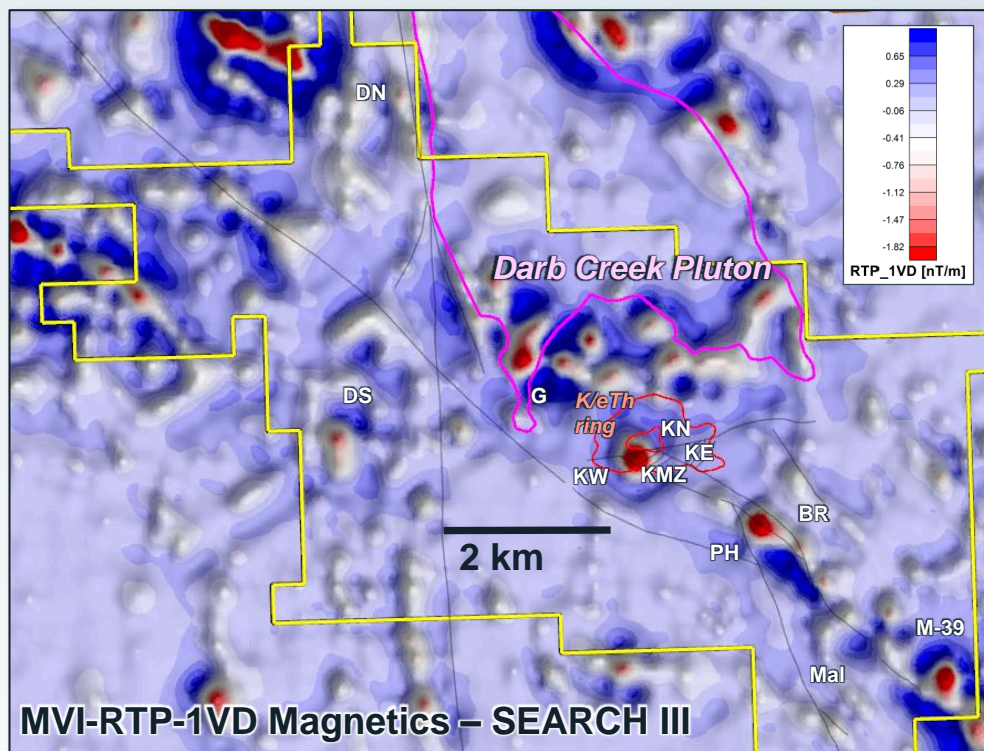 0.65
0.29
-0.06
-0.41
-0.76
-1.12
-1.47
-1.82
RTP_1VD [nT/m]
DN
Darb Creek Pluton
DS
G
K/eTh
ring
KN
KE
KW
KMZ
BR
PH
2 km
M-39
Mal
MVI-RTP-1VD Magnetics – SEARCH III